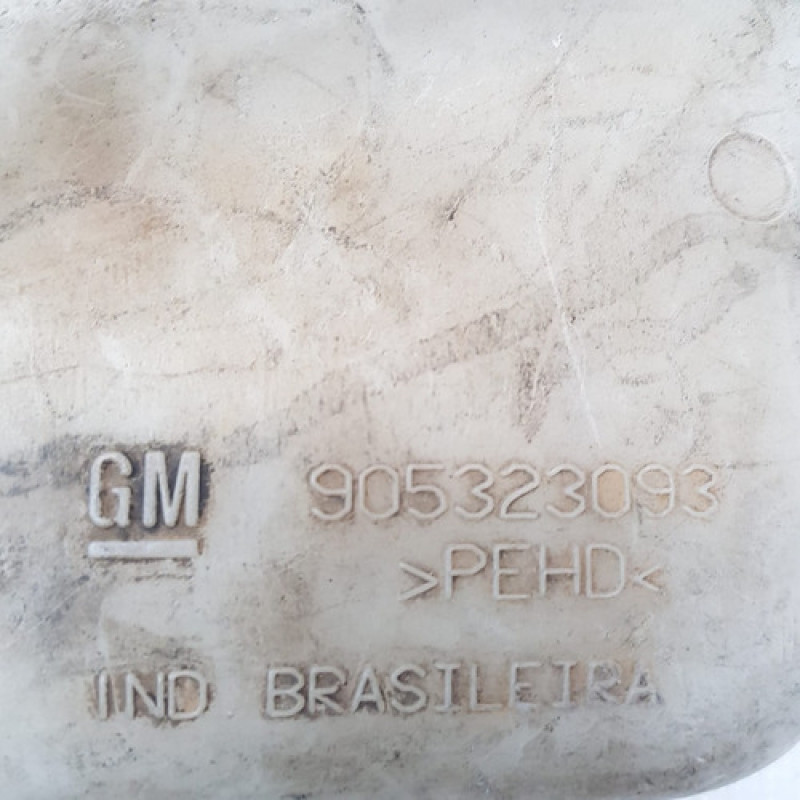 GM 905323093
>PEHD<
IND BRASILEIRA